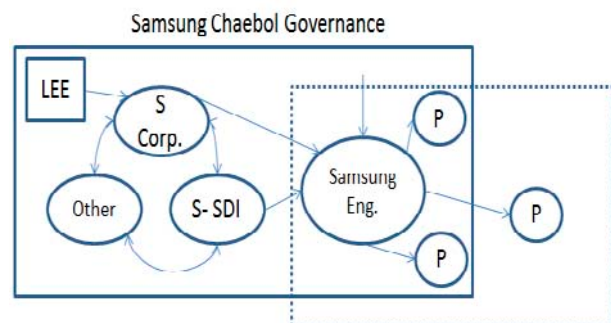 Samsung Chaebol Governance
LEE
S
Corp.
P
Samsung
Eng.
Other
S- SDI
P
P